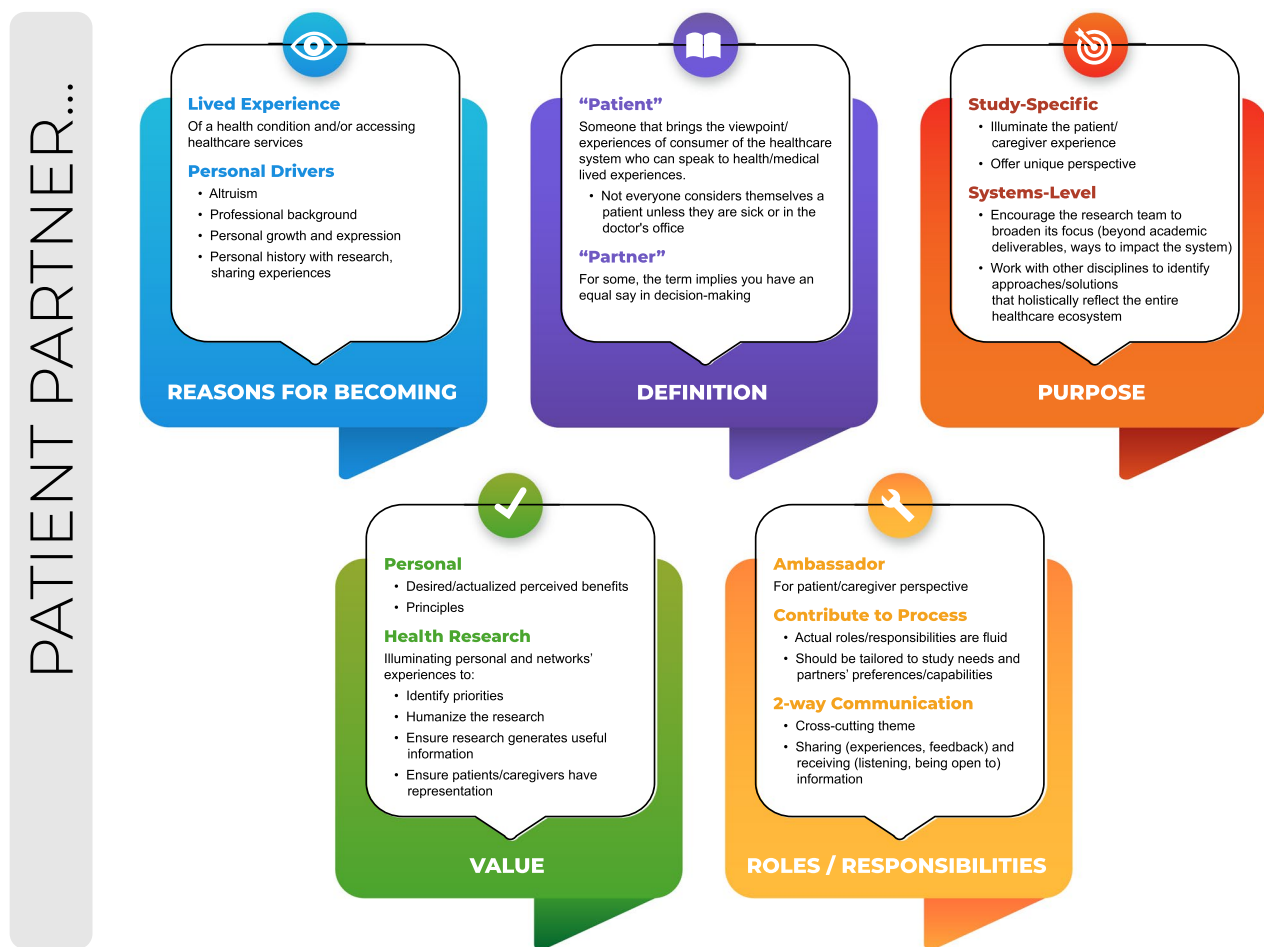 PATIENT PARTNER...
Lived Experience
Of a health condition and/or accessing
healthcare services
Personal Drivers
• Altruism
• Professional background
• Personal growth and expression
• Personal history with research,
sharing experiences
REASONS FOR BECOMING
“Patient”
Someone that brings the viewpoint/
experiences of consumer of the healthcare
system who can speak to health/medical
lived experiences.
• Not everyone considers themselves a
patient unless they are sick or in the
doctor's office
“Partner”
For some, the term implies you have an
equal say in decision-making
DEFINITION
Study-Specific
• Illuminate the patient/
caregiver experience
• Offer unique perspective
Systems-Level
• Encourage the research team to
broaden its focus (beyond academic
deliverables, ways to impact the system)
• Work with other disciplines to identify
approaches/solutions
that holistically reflect the entire
healthcare ecosystem
PURPOSE
Personal
• Desired/actualized perceived benefits
• Principles
Health Research
Illuminating personal and networks’
experiences to:
• Identify priorities
• Humanize the research
• Ensure research generates useful
information
• Ensure patients/caregivers have
representation
VALUE
Ambassador
For patient/caregiver perspective
Contribute to Process
• Actual roles/responsibilities are fluid
• Should be tailored to study needs and
partners’ preferences/capabilities
2-way Communication
• Cross-cutting theme
• Sharing (experiences, feedback) and
receiving (listening, being open to)
information
ROLES / RESPONSIBILITIES